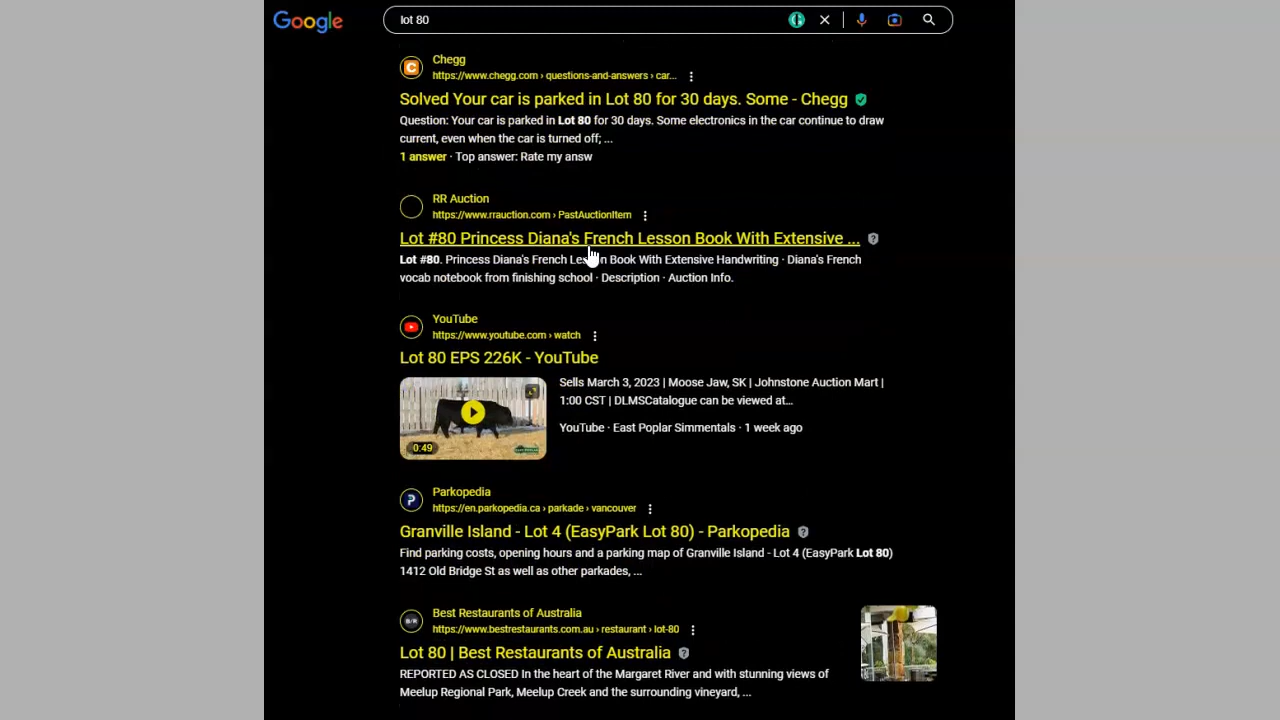 Google
lot 80
Chegg
https://www.chegg.com › questions-and-answers › car...
Solved Your car is parked in Lot 80 for 30 days. Some - Chegg
Question: Your car is parked in Lot 80 for 30 days. Some electronics in the car continue to draw
current, even when the car is turned off; ...
1 answer · Top answer: Rate my answ
RR Auction
https://www.rrauction.com › PastAuctionItem
Lot #80 Princess Diana's French Lesson Book With Extensive ...
Lot #80. Princess Diana's French Lesson Book With Extensive Handwriting · Diana's French
vocab notebook from finishing school · Description · Auction Info.
YouTube
https://www.youtube.com › watch
Lot 80 EPS 226K - YouTube
Sells March 3, 2023 | Moose Jaw, SK | Johnstone Auction Mart |
1:00 CST | DLMSCatalogue can be viewed at...
YouTube · East Poplar Simmentals · 1 week ago
0:49
Parkopedia
https://en.parkopedia.ca › parkade › vancouver
Granville Island - Lot 4 (EasyPark Lot 80) - Parkopedia
Find parking costs, opening hours and a parking map of Granville Island - Lot 4 (EasyPark Lot 80)
1412 Old Bridge St as well as other parkades, ...
B/R
Best Restaurants of Australia
https://www.bestrestaurants.com.au › restaurant › lot-80
Lot 80 | Best Restaurants of Australia
REPORTED AS CLOSED In the heart of the Margaret River and with stunning views of
Meelup Regional Park, Meelup Creek and the surrounding vineyard, ...